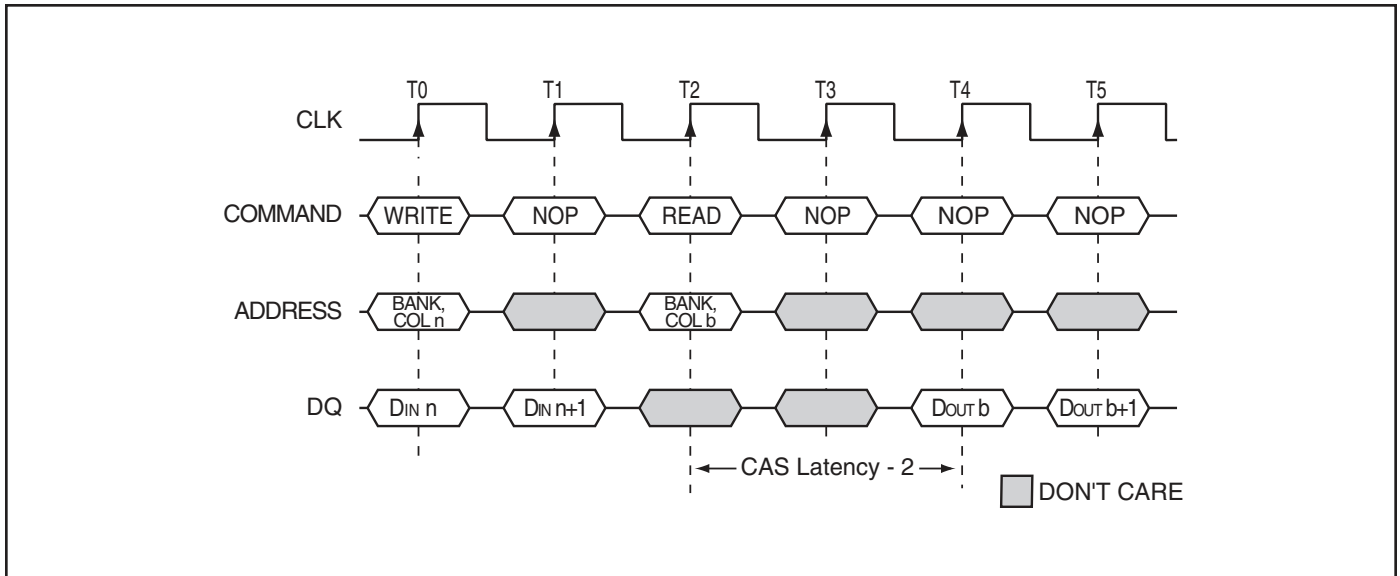 T0 T1 T2 T3 T4 T5
CLK
COMMAND WRITE NOP READ NOP NOP NOP
ADDRESS BANK, BANK,
COL n COL b
DQ DIN n DIN n+1 DOUT b DOUT b+1
CAS Latency - 2
DON'T CARE